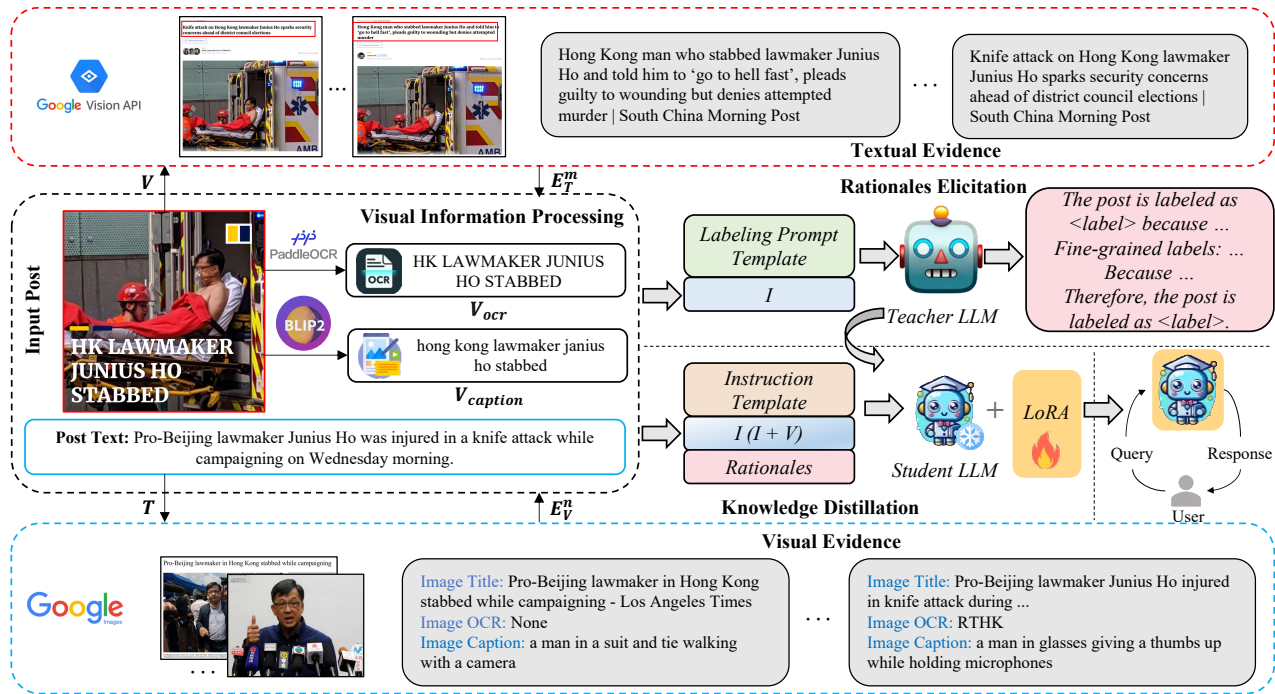 Knife attack on Hong Kong lawmaker Junius Ho sparks security
concerns ahead of district council elections
Hong Kong man who stabbed lawmaker Junius Ho and told him to
'go to hell fast', pleads guilty to wounding but denies attempted
murder
AMB
...
AMB
Google Vision API
Hong Kong man who stabbed lawmaker Junius
Ho and told him to ‘go to hell fast’, pleads
guilty to wounding but denies attempted
murder | South China Morning Post
...
Knife attack on Hong Kong lawmaker
Junius Ho sparks security concerns
ahead of district council elections |
South China Morning Post
Textual Evidence
V
E_T^m
Input Post
Visual Information Processing
HK LAWMAKER
JUNIUS HO
STABBED
PaddleOCR
OCR
HK LAWMAKER JUNIUS
HO STABBED
V_ocr
BLIP2
hong kong lawmaker janius
ho stabbed
V_caption
Post Text: Pro-Beijing lawmaker Junius Ho was injured in a knife attack while
campaigning on Wednesday morning.
Rationales Elicitation
Labeling Prompt
Template
I
Teacher LLM
The post is labeled as
<label> because …
Fine-grained labels: …
Because …
Therefore, the post is
labeled as <label>.
Instruction
Template
I (I + V)
Rationales
Student LLM
+
LoRA
Query
Response
User
Knowledge Distillation
T
E_V^n
Visual Evidence
Google
Images
Pro-Beijing lawmaker in Hong Kong stabbed while campaigning
...
Image Title: Pro-Beijing lawmaker in Hong Kong
stabbed while campaigning - Los Angeles Times
Image OCR: None
Image Caption: a man in a suit and tie walking
with a camera
...
Image Title: Pro-Beijing lawmaker Junius Ho injured
in knife attack during ...
Image OCR: RTHK
Image Caption: a man in glasses giving a thumbs up
while holding microphones